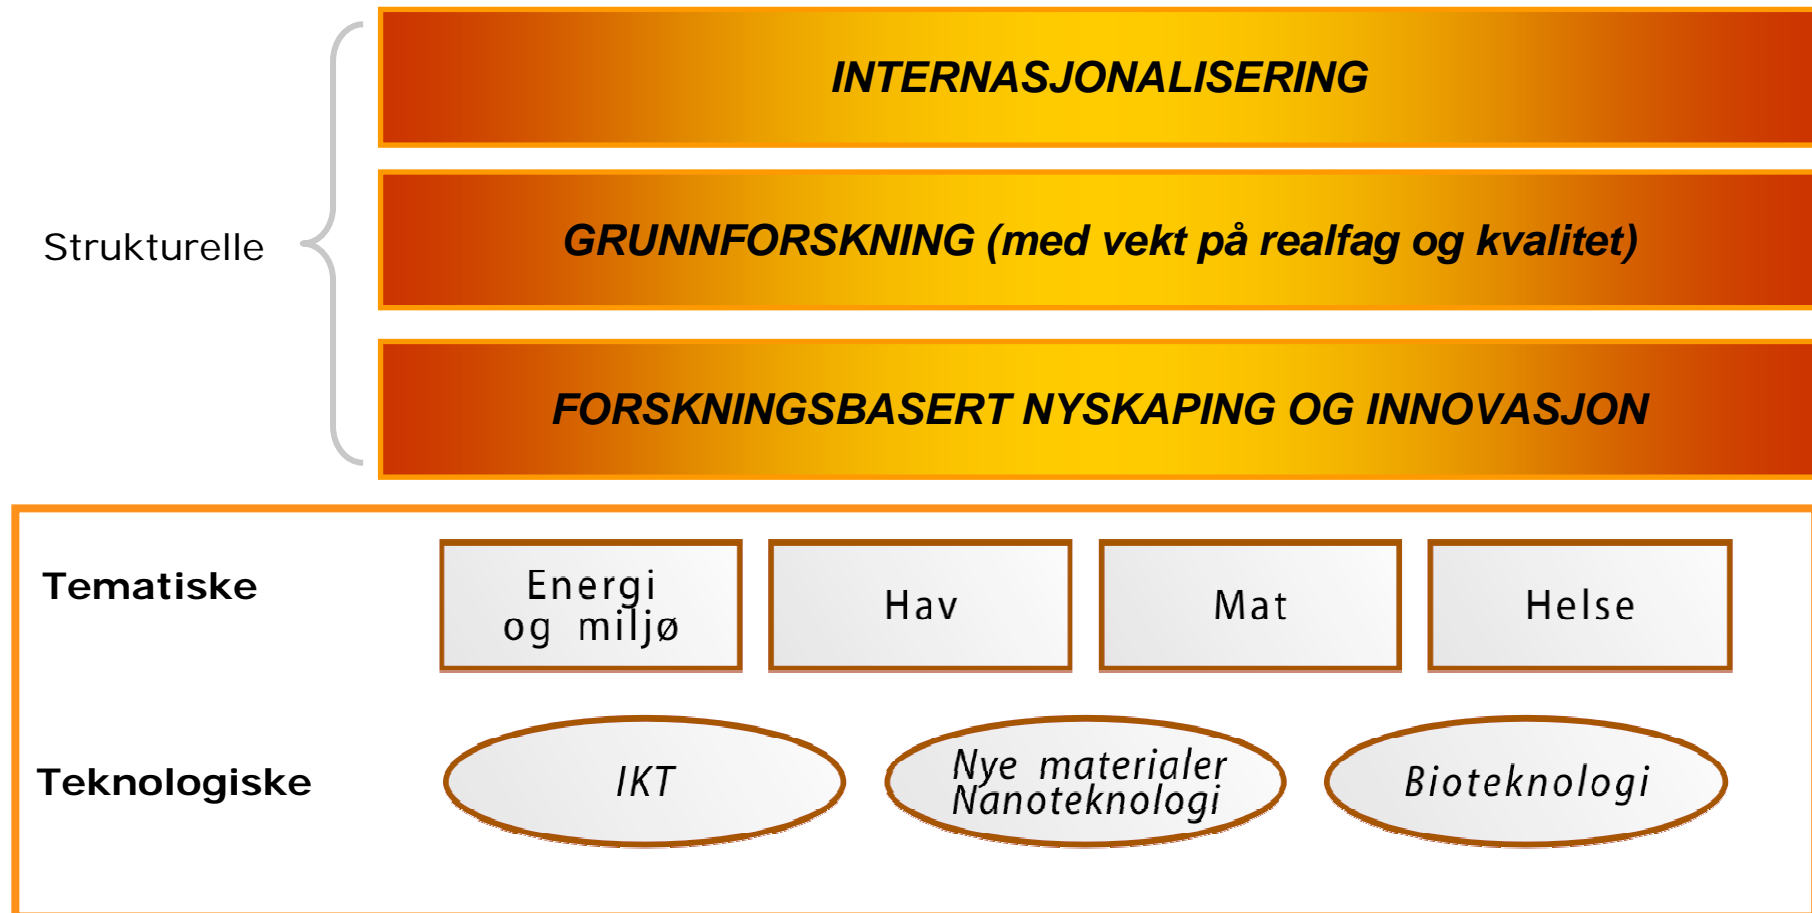 INTERNASJONALISERING
Strukturelle
GRUNNFORSKNING (med vekt på realfag og kvalitet)
FORSKNINGSBASERT NYSKAPING OG INNOVASJON
Tematiske
Energi
og miljø
Hav
Mat
Helse
Teknologiske
IKT
Nye materialer
Nanoteknologi
Bioteknologi